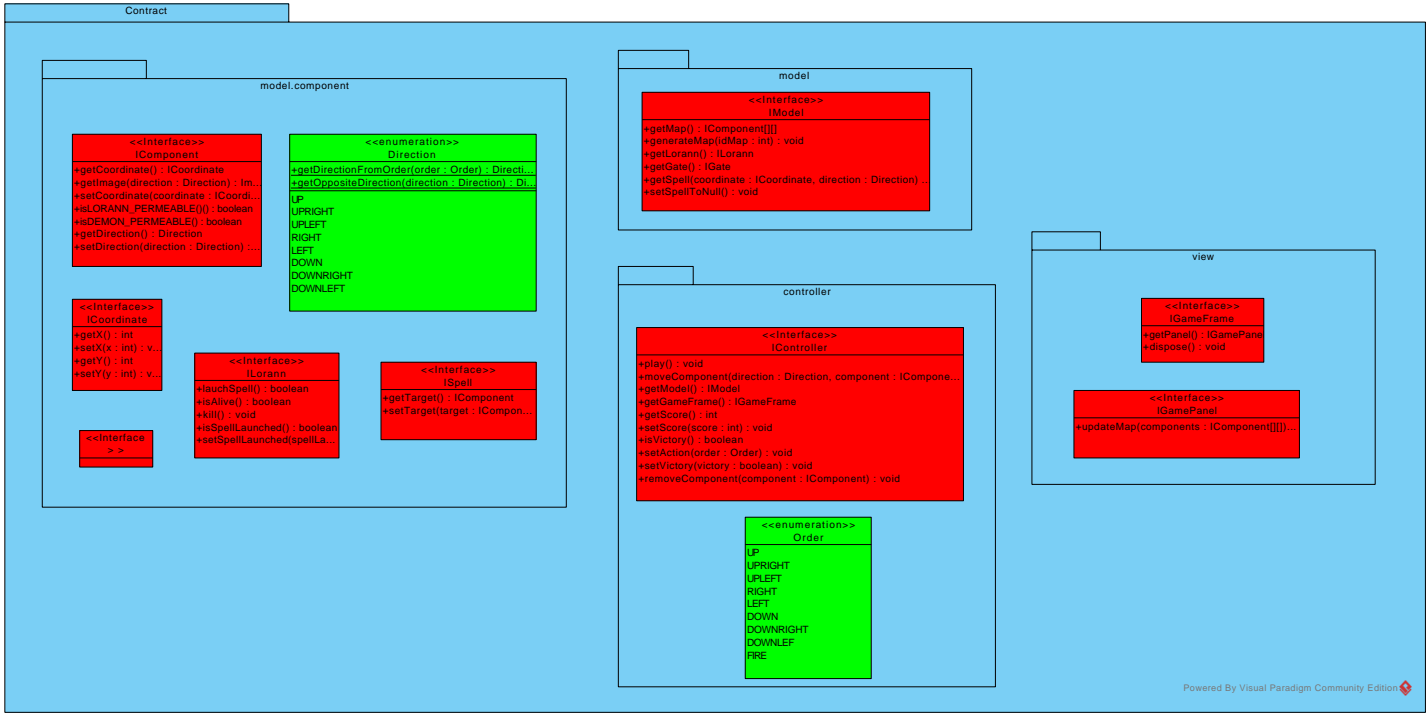 Contract
model.component
<<Interface>>
IComponent
+getCoordinate() : ICoordinate
+getImage(direction : Direction) : Im...
+setCoordinate(coordinate : ICoordi...
+isLORANN_PERMEABLE()() : boolean
+isDEMON_PERMEABLE() : boolean
+getDirection() : Direction
+setDirection(direction : Direction) :...
<<enumeration>>
Direction
+getDirectionFromOrder(order : Order) : Directi...
+getOppositeDirection(direction : Direction) : Di...
UP
UPRIGHT
UPLEFT
RIGHT
LEFT
DOWN
DOWNRIGHT
DOWNLEFT
<<Interface>>
ICoordinate
+getX() : int
+setX(x : int) : v...
+getY() : int
+setY(y : int) : v...
<<Interface>>
ILorann
+lauchSpell() : boolean
+isAlive() : boolean
+kill() : void
+isSpellLaunched() : boolean
+setSpellLaunched(spellLa...
<<Interface>>
ISpell
+getTarget() : IComponent
+setTarget(target : ICompon...
<<Interface
> >
model
<<Interface>>
IModel
+getMap() : IComponent[][]
+generateMap(idMap : int) : void
+getLorann() : ILorann
+getGate() : IGate
+getSpell(coordinate : ICoordinate, direction : Direction) ...
+setSpellToNull() : void
controller
<<Interface>>
IController
+play() : void
+moveComponent(direction : Direction, component : ICompone...
+getModel() : IModel
+getGameFrame() : IGameFrame
+getScore() : int
+setScore(score : int) : void
+isVictory() : boolean
+setAction(order : Order) : void
+setVictory(victory : boolean) : void
+removeComponent(component : IComponent) : void
<<enumeration>>
Order
UP
UPRIGHT
UPLEFT
RIGHT
LEFT
DOWN
DOWNRIGHT
DOWNLEF
FIRE
view
<<Interface>>
IGameFrame
+getPanel() : IGamePane
+dispose() : void
<<Interface>>
IGamePanel
+updateMap(components : IComponent[][])...
Powered By Visual Paradigm Community Edition